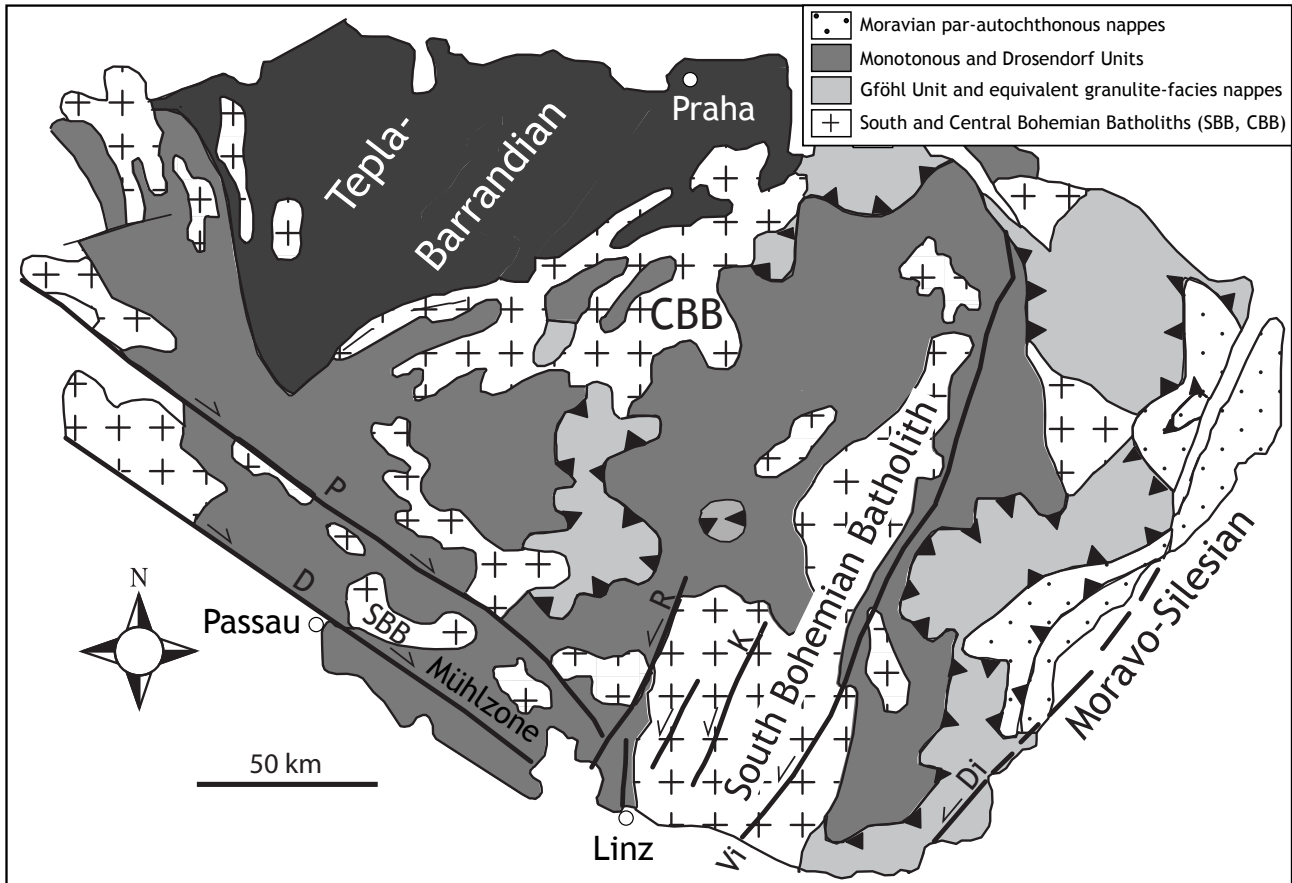 Moravian par-autochthonous nappes
Monotonous and Drosendorf Units
Gföhl Unit and equivalent granulite-facies nappes
South and Central Bohemian Batholiths (SBB, CBB)
Praha
Tepla-
Barrandian
CBB
South Bohemian Batholith
P
D
N
R
K
SBB
Passau
Mühlzone
Moravo-Silesian
50 km
Di
Linz
Vi